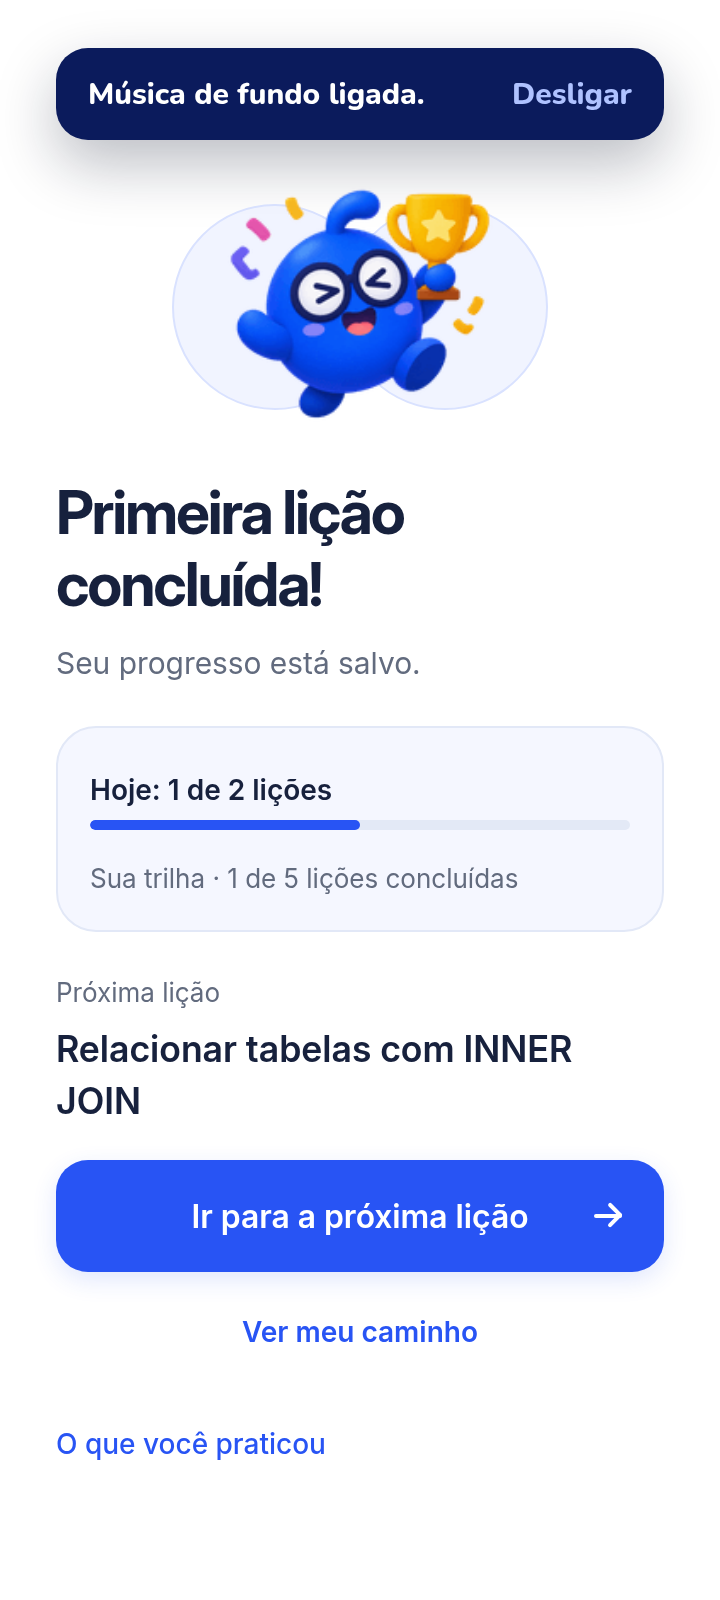 Música de fundo ligada. Desligar
Primeira lição
concluída!
Seu progresso está salvo.
Hoje: 1 de 2 lições
Sua trilha · 1 de 5 lições concluídas
Próxima lição
Relacionar tabelas com INNER
JOIN
Ir para a próxima lição →
Ver meu caminho
O que você praticou